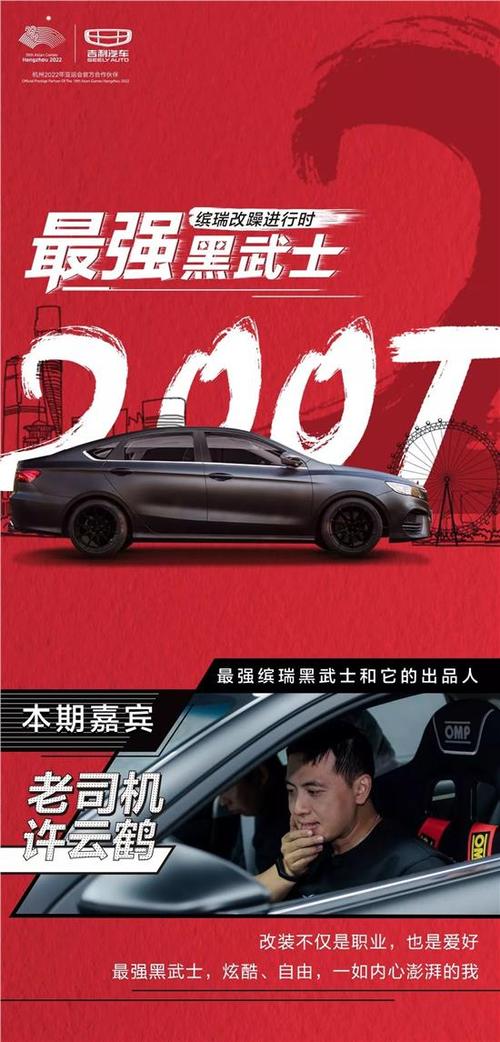 19th Asian Games
Hangzhou 2022
吉利汽车
GEELY AUTO
杭州2022年亚运会官方合作伙伴
Official Prestige Partner Of The 19th Asian Games Hangzhou 2022
缤瑞改躁进行时
最强黑武士
200T
最强缤瑞黑武士和它的出品人
本期嘉宾
老司机
许云鹤
OMP
OMP
改装不仅是职业，也是爱好
最强黑武士，炫酷、自由，一如内心澎湃的我